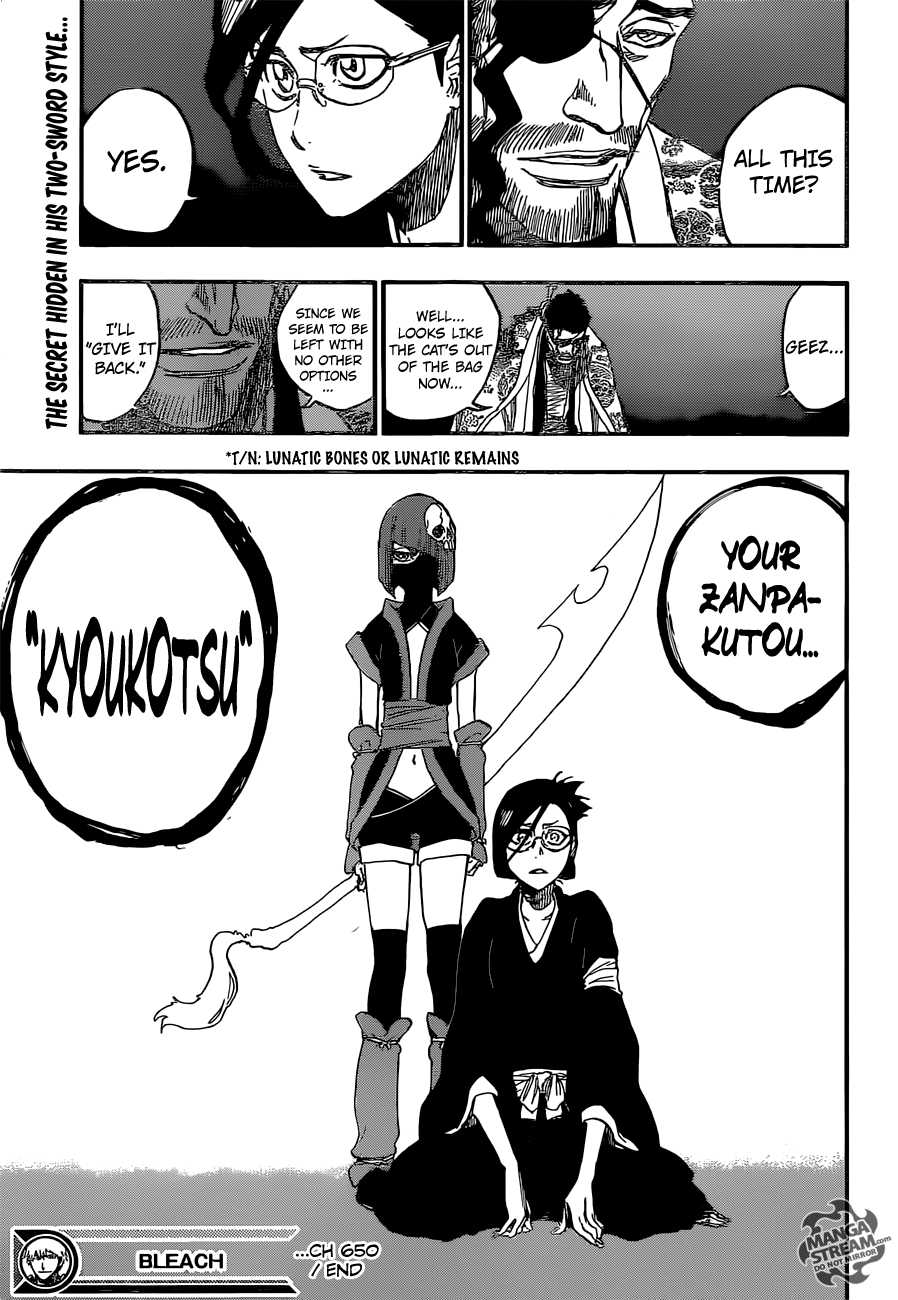 ALL THIS
TIME?
YES.
THE SECRET HIDDEN IN HIS TWO-SWORD STYLE...
GEEZ...
WELL...
LOOKS LIKE
THE CAT'S OUT
OF THE BAG
NOW...
SINCE WE
SEEM TO BE
LEFT WITH
NO OTHER
OPTIONS
...
I'LL
"GIVE IT
BACK."
*T/N: LUNATIC BONES OR LUNATIC REMAINS
YOUR
ZANPA-
KUTOU...
"KYOUKOTSU"
BLEACH
...CH 650
/ END
MANGA
STREAM.COM
DO NOT MIRROR